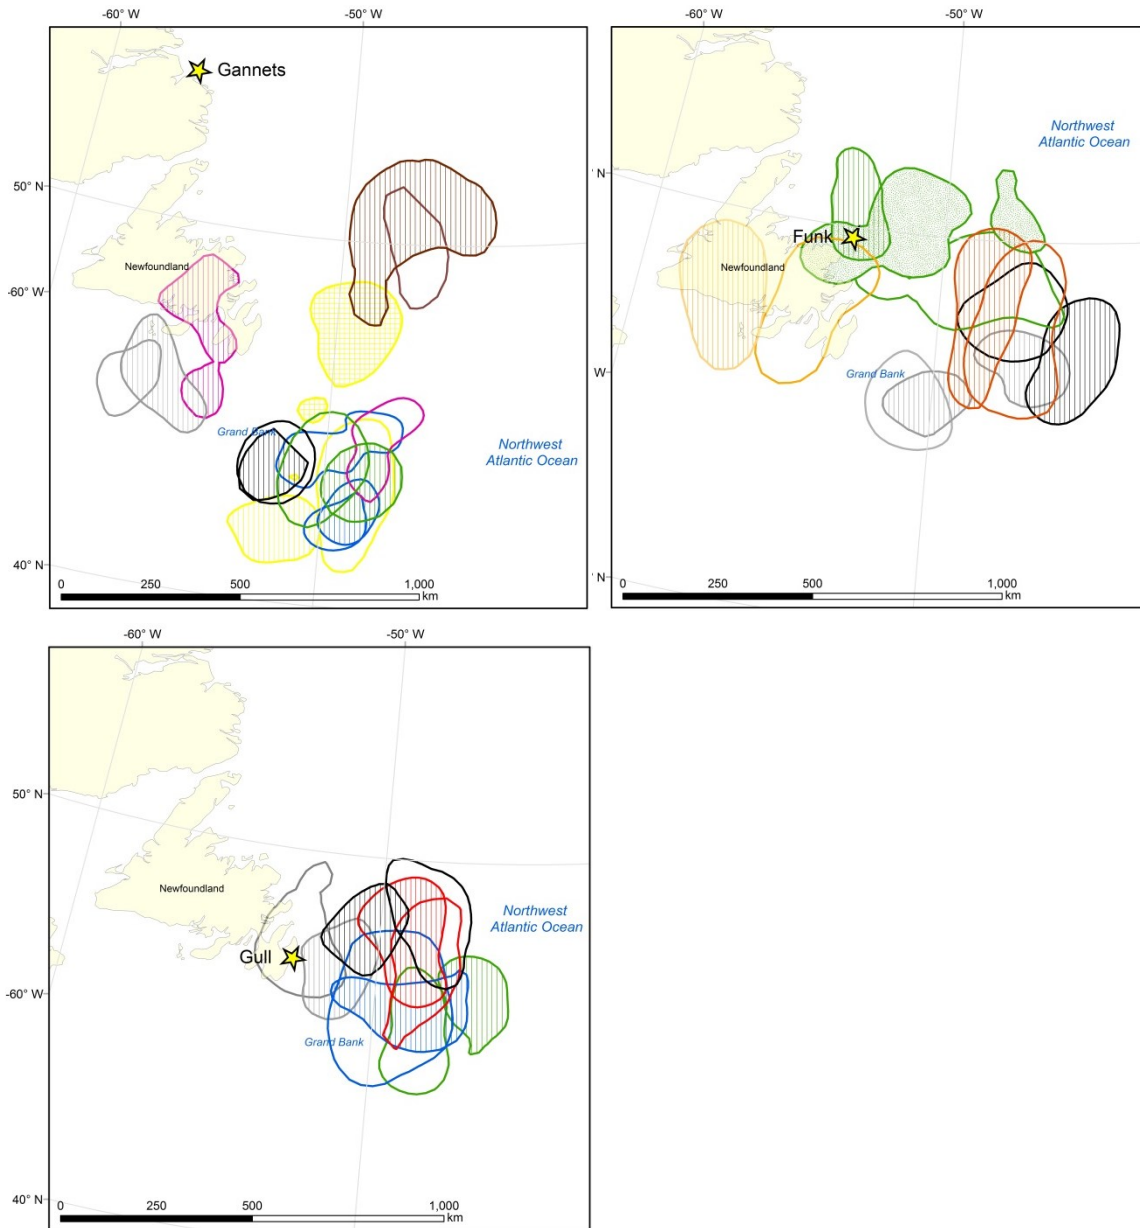 -60° W
-50° W
Gannets
50° N
Newfoundland
-60° W
Grand Bank
Northwest
Atlantic Ocean
40° N
0
250
500
1,000
km
-60° W
-50° W
Northwest
Atlantic Ocean
' N
Funk
Newfoundland
W
Grand Bank
' N
0
250
500
1,000
km
-60° W
-50° W
50° N
Newfoundland
Northwest
Atlantic Ocean
Gull
-60° W
Grand Bank
40° N
0
250
500
1,000
km